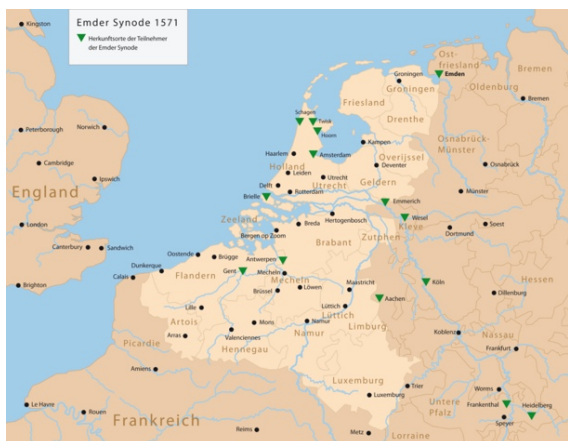 Emder Synode 1571
Herkunftsorte der Teilnehmer
der Emder Synode
Kingston
Peterborough
Norwich
Cambridge
Ipswich
England
London
Canterbury
Sandwich
Brighton
Calais
Dunkerque
Oostende
Brügge
Flandern
Gent
Antwerpen
Mecheln
Mecheln
Brüssel
Löwen
Lille
Artois
Arras
Valenciennes
Mons
Hennegau
Namur
Namur
Picardie
Amiens
Le Havre
Rouen
Frankreich
Reims
Metz
Lorraine
Luxemburg
Luxemburg
Trier
Untere
Pfalz
Worms
Frankenthal
Heidelberg
Speyer
Frankfurt
Nassau
Koblenz
Dillenburg
Hessen
Köln
Aachen
Limburg
Lüttich
Lüttich
Maastricht
Brabant
Zutphen
Kleve
Wesel
Emmerich
Dortmund
Soest
Münster
Osnabrück
Osnabrück-
Münster
Bremen
Bremen
Oldenburg
Ost-
friesland
Emden
Groningen
Groningen
Friesland
Drenthe
Overijssel
Kampen
Deventer
Geldern
Utrecht
Utrecht
Schagen
Twisk
Hoorn
Amsterdam
Haarlem
Holland
Leiden
Delft
Rotterdam
Brielle
Zeeland
Bergen op Zoom
Breda
Hertogenbosch